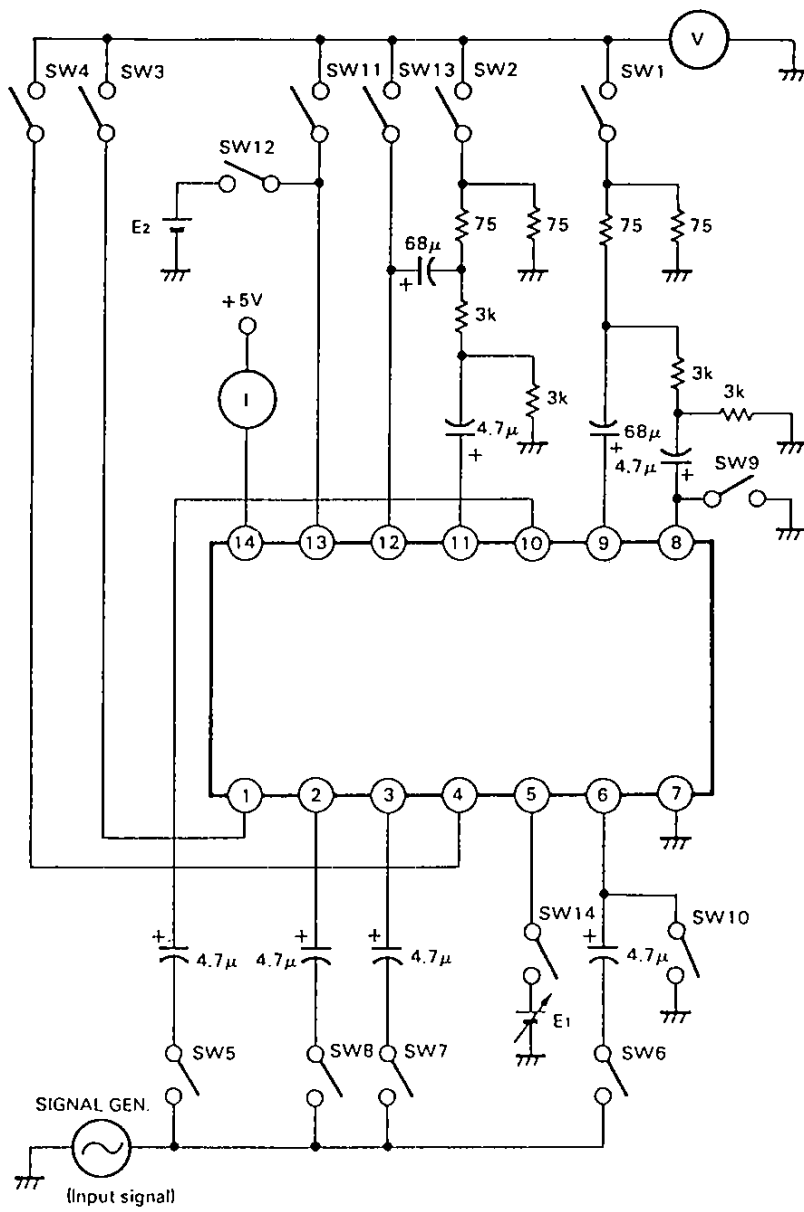 V
SW4 SW3 SW11 SW13 SW2 SW1
SW12
E2
75 75 75 75
68μ
+
+5V
3k
3k
I
3k
3k
4.7μ
+
68μ
+
4.7μ
+
SW9
14 13 12 11 10 9 8
1 2 3 4 5 6 7
SW14 SW10
+ 4.7μ
+ 4.7μ
+ 4.7μ
+ 4.7μ
E1
SW5 SW8 SW7 SW6
SIGNAL GEN.
(Input signal)